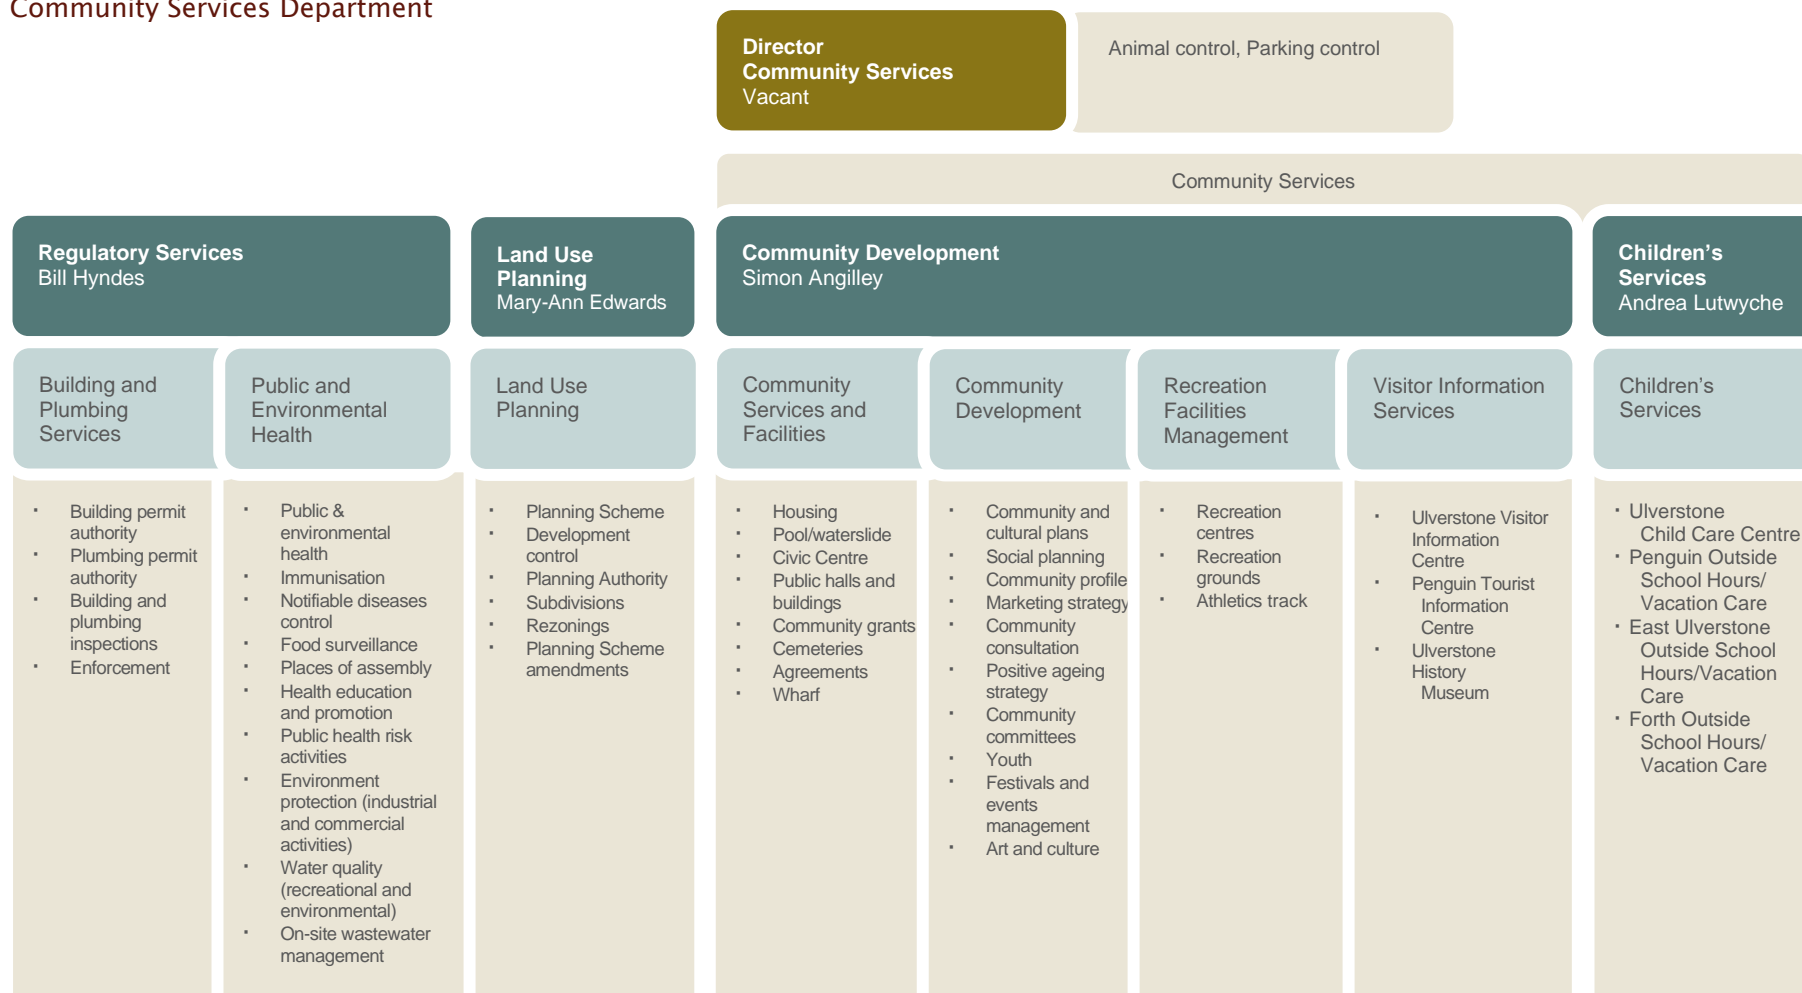 Community Services Department
Director
Community Services
Vacant
Animal control, Parking control
Community Services
Regulatory Services
Bill Hyndes
Land Use
Planning
Mary-Ann Edwards
Community Development
Simon Angilley
Children's
Services
Andrea Lutwyche
Building and
Plumbing
Services
Public and
Environmental
Health
Land Use
Planning
Community
Services and
Facilities
Community
Development
Recreation
Facilities
Management
Visitor Information
Services
Children's
Services
· Building permit
authority
· Plumbing permit
authority
· Building and
plumbing
inspections
· Enforcement
· Public &
environmental
health
· Immunisation
· Notifiable diseases
control
· Food surveillance
· Places of assembly
· Health education
and promotion
· Public health risk
activities
· Environment
protection (industrial
and commercial
activities)
· Water quality
(recreational and
environmental)
· On-site wastewater
management
· Planning Scheme
· Development
control
· Planning Authority
· Subdivisions
· Rezonings
· Planning Scheme
amendments
· Housing
· Pool/waterslide
· Civic Centre
· Public halls and
buildings
· Community grants
· Cemeteries
· Agreements
· Wharf
· Community and
cultural plans
· Social planning
· Community profile
· Marketing strategy
· Community
consultation
· Positive ageing
strategy
· Community
committees
· Youth
· Festivals and
events
management
· Art and culture
· Recreation
centres
· Recreation
grounds
· Athletics track
· Ulverstone Visitor
Information
Centre
· Penguin Tourist
Information
Centre
· Ulverstone
History
Museum
· Ulverstone
Child Care Centre
· Penguin Outside
School Hours/
Vacation Care
· East Ulverstone
Outside School
Hours/Vacation
Care
· Forth Outside
School Hours/
Vacation Care